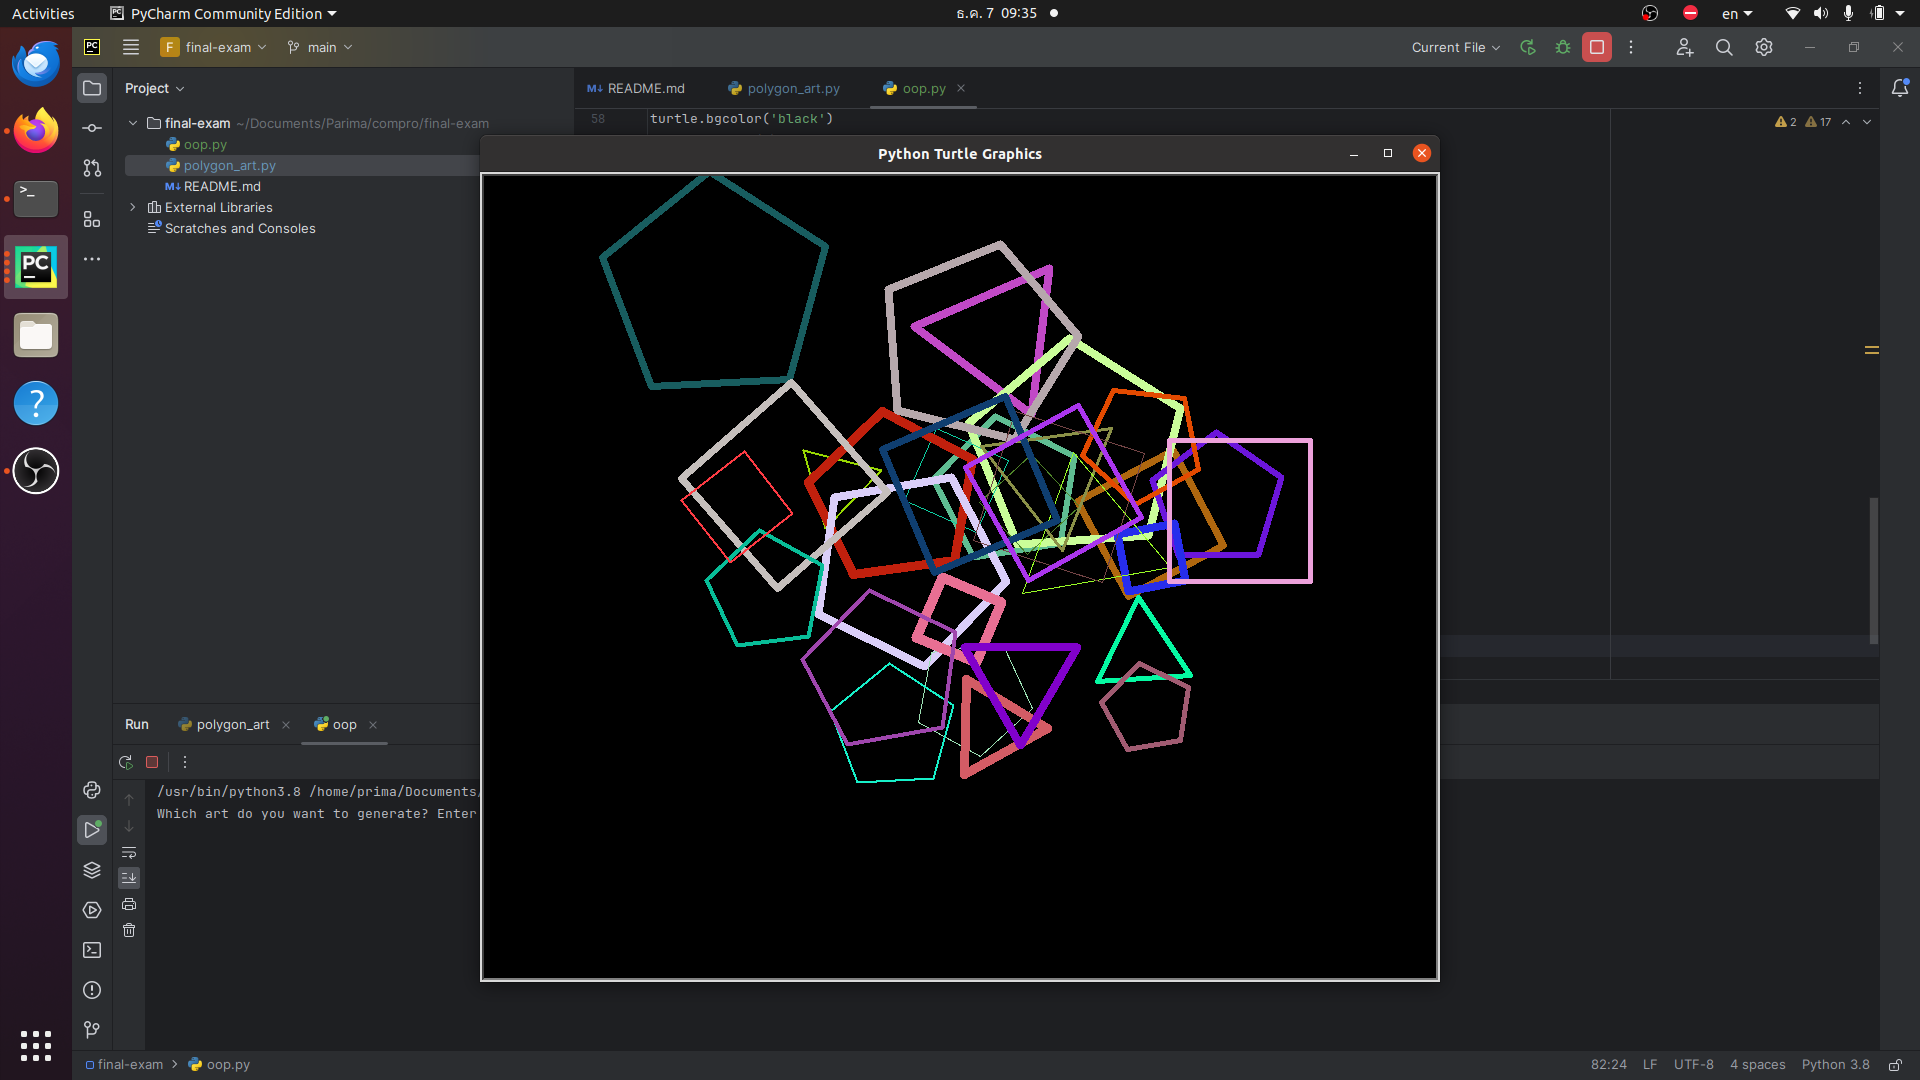 Activities
PyCharm Community Edition
ธ.ค. 7 09:35
en
PC
F final-exam
main
Current File
Project
README.md
polygon_art.py
oop.py
final-exam ~/Documents/Parima/compro/final-exam
oop.py
polygon_art.py
README.md
External Libraries
Scratches and Consoles
58 turtle.bgcolor('black')
2 17
Python Turtle Graphics
Run
polygon_art
oop
/usr/bin/python3.8 /home/prima/Documents/
Which art do you want to generate? Enter
final-exam
oop.py
82:24
LF
UTF-8
4 spaces
Python 3.8